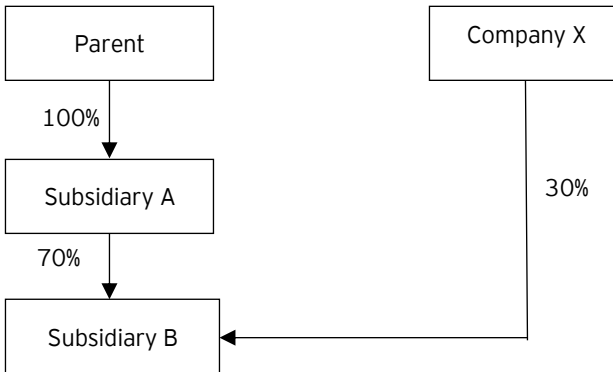 Parent
Company X
100%
Subsidiary A
30%
70%
Subsidiary B